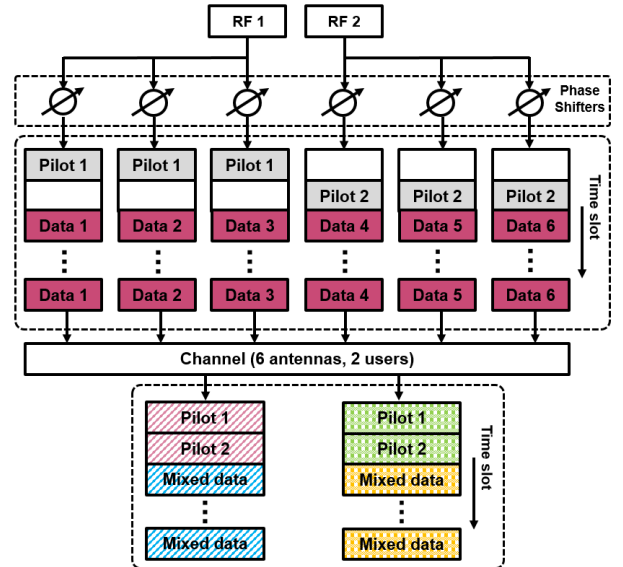 RF 1 RF 2
Phase
Shifters
Pilot 1 Pilot 1 Pilot 1
Pilot 2 Pilot 2 Pilot 2
Data 1 Data 2 Data 3 Data 4 Data 5 Data 6
Data 1 Data 2 Data 3 Data 4 Data 5 Data 6
Time slot
Channel (6 antennas, 2 users)
Pilot 1 Pilot 1
Pilot 2 Pilot 2
Mixed data Mixed data
Mixed data Mixed data
Time slot